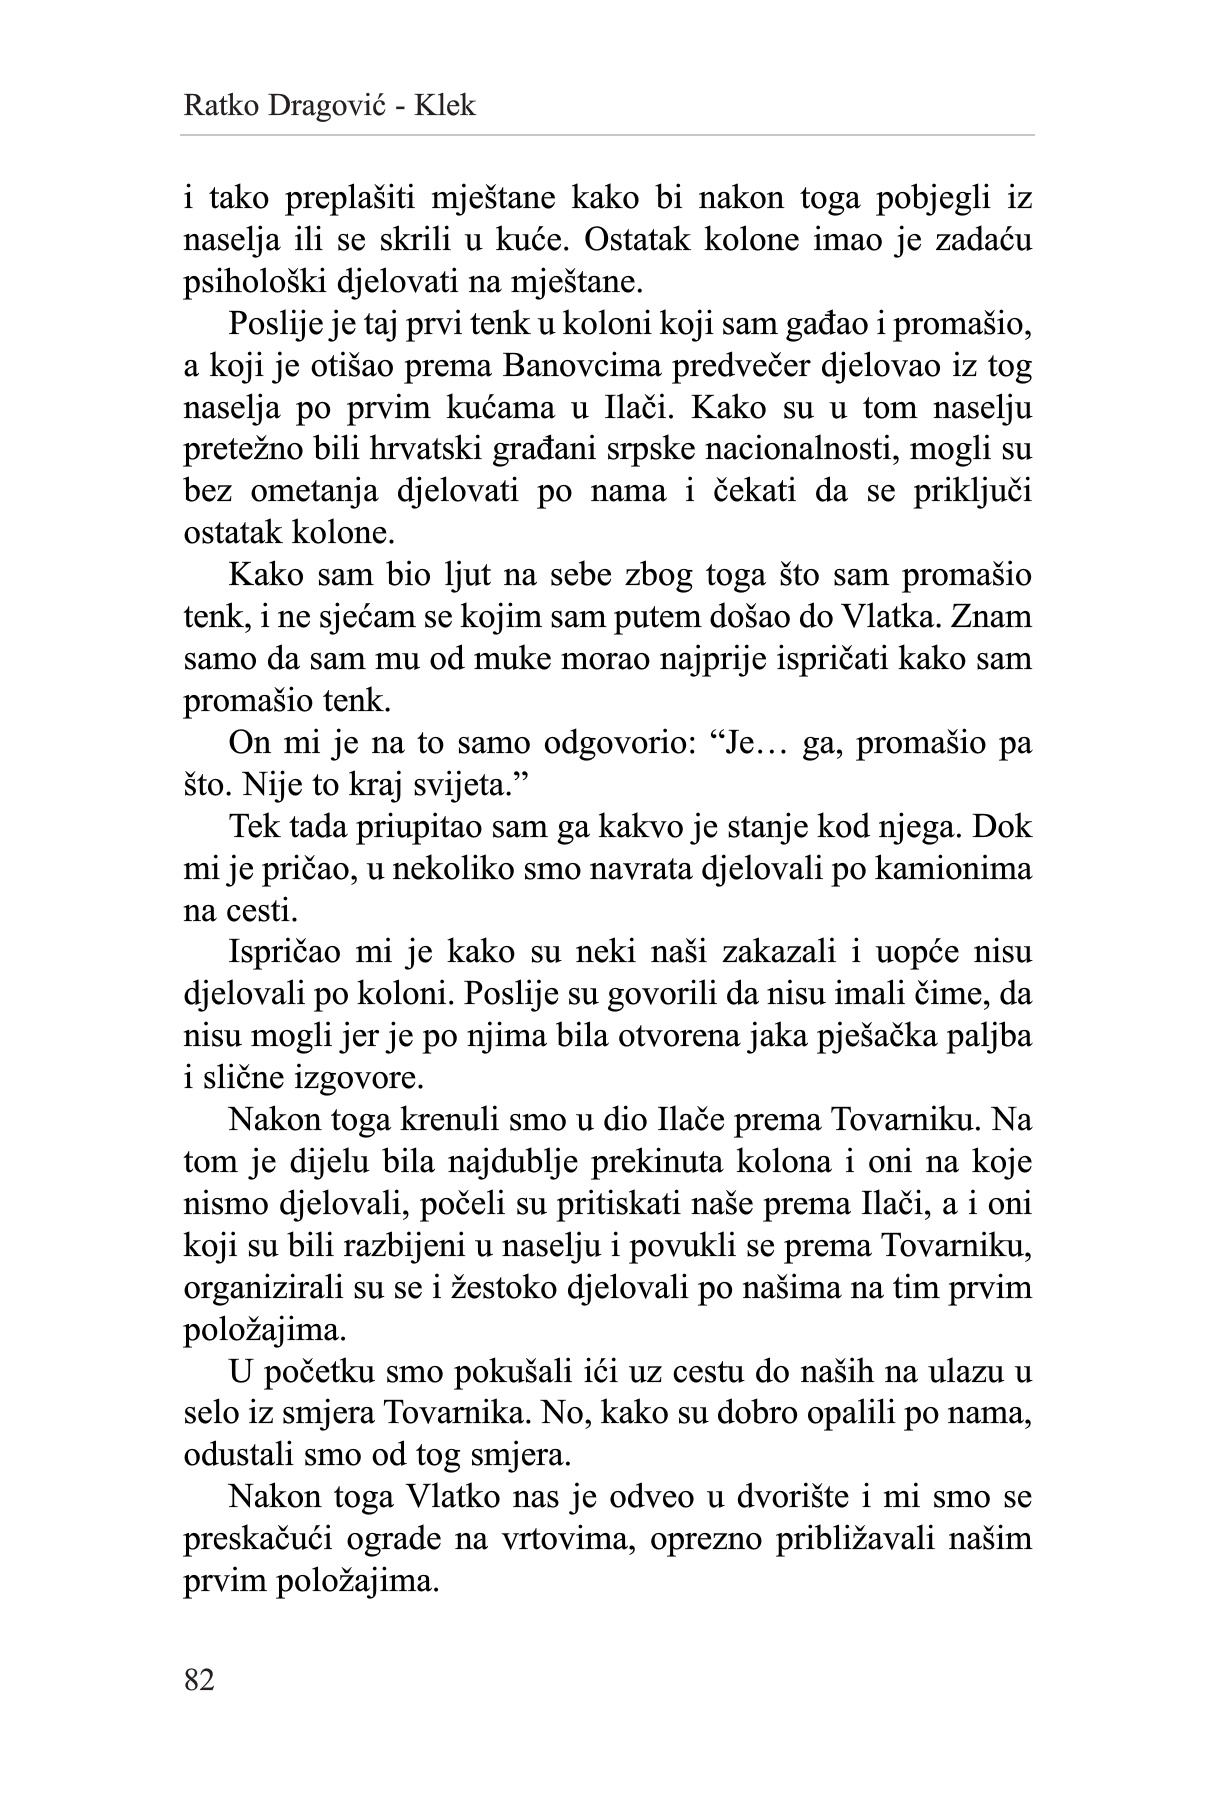 Ratko Dragović - Klek
i tako preplašiti mještane kako bi nakon toga pobjegli iz
naselja ili se skrili u kuće. Ostatak kolone imao je zadaću
psihološki djelovati na mještane.
Poslije je taj prvi tenk u koloni koji sam gađao i promašio,
a koji je otišao prema Banovcima predvečer djelovao iz tog
naselja po prvim kućama u Ilači. Kako su u tom naselju
pretežno bili hrvatski građani srpske nacionalnosti, mogli su
bez ometanja djelovati po nama i čekati da se priključi
ostatak kolone.
Kako sam bio ljut na sebe zbog toga što sam promašio
tenk, i ne sjećam se kojim sam putem došao do Vlatka. Znam
samo da sam mu od muke morao najprije ispričati kako sam
promašio tenk.
On mi je na to samo odgovorio: “Je… ga, promašio pa
što. Nije to kraj svijeta.”
Tek tada priupitao sam ga kakvo je stanje kod njega. Dok
mi je pričao, u nekoliko smo navrata djelovali po kamionima
na cesti.
Ispričao mi je kako su neki naši zakazali i uopće nisu
djelovali po koloni. Poslije su govorili da nisu imali čime, da
nisu mogli jer je po njima bila otvorena jaka pješačka paljba
i slične izgovore.
Nakon toga krenuli smo u dio Ilače prema Tovarniku. Na
tom je dijelu bila najdublje prekinuta kolona i oni na koje
nismo djelovali, počeli su pritiskati naše prema Ilači, a i oni
koji su bili razbijeni u naselju i povukli se prema Tovarniku,
organizirali su se i žestoko djelovali po našima na tim prvim
položajima.
U početku smo pokušali ići uz cestu do naših na ulazu u
selo iz smjera Tovarnika. No, kako su dobro opalili po nama,
odustali smo od tog smjera.
Nakon toga Vlatko nas je odveo u dvorište i mi smo se
preskačući ograde na vrtovima, oprezno približavali našim
prvim položajima.
82